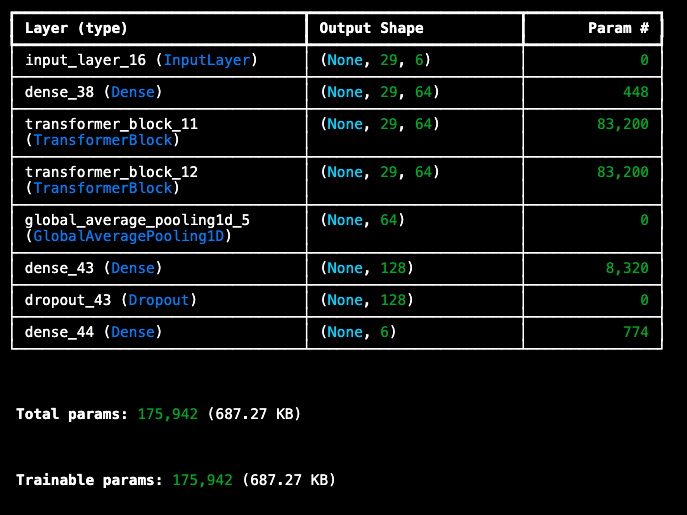 Layer (type) Output Shape Param #
input_layer_16 (InputLayer) (None, 29, 6) 0
dense_38 (Dense) (None, 29, 64) 448
transformer_block_11 (None, 29, 64) 83,200
(TransformerBlock)
transformer_block_12 (None, 29, 64) 83,200
(TransformerBlock)
global_average_pooling1d_5 (None, 64) 0
(GlobalAveragePooling1D)
dense_43 (Dense) (None, 128) 8,320
dropout_43 (Dropout) (None, 128) 0
dense_44 (Dense) (None, 6) 774
Total params: 175,942 (687.27 KB)
Trainable params: 175,942 (687.27 KB)